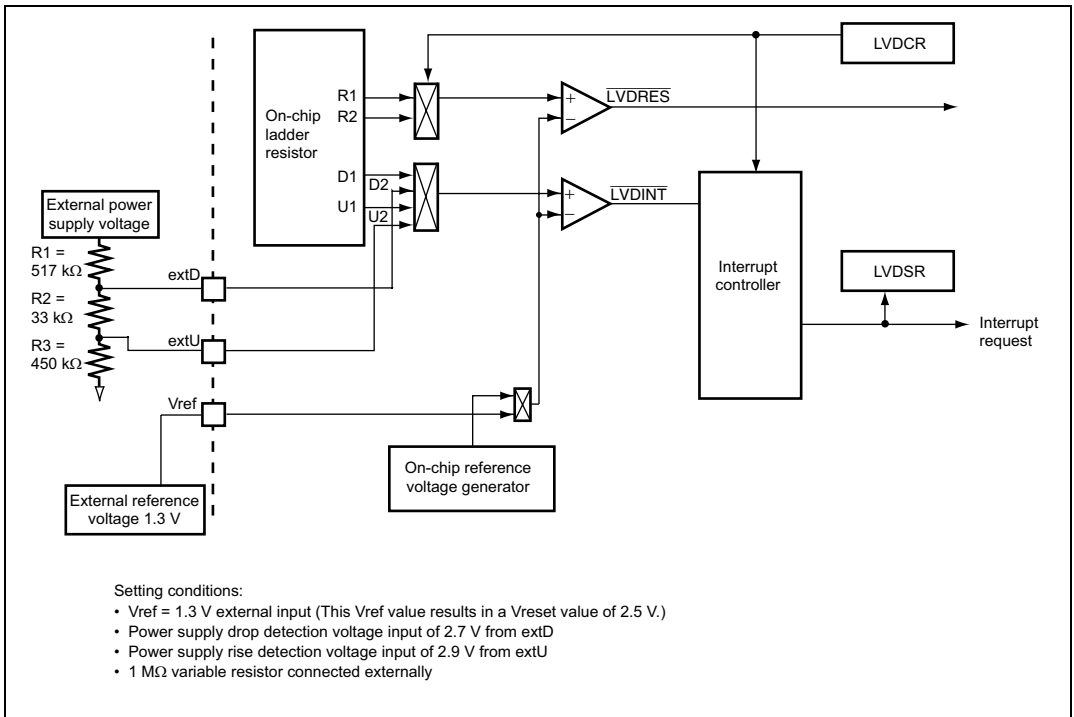 LVDCR
R1
R2
On-chip
ladder
resistor
LVDRES
+
−
D1
D2
U1
U2
LVDINT
+
−
External power
supply voltage
R1 =
517 kΩ
extD
R2 =
33 kΩ
extU
R3 =
450 kΩ
Interrupt
controller
LVDSR
Interrupt
request
Vref
On-chip reference
voltage generator
External reference
voltage 1.3 V
Setting conditions:
• Vref = 1.3 V external input (This Vref value results in a Vreset value of 2.5 V.)
• Power supply drop detection voltage input of 2.7 V from extD
• Power supply rise detection voltage input of 2.9 V from extU
• 1 MΩ variable resistor connected externally